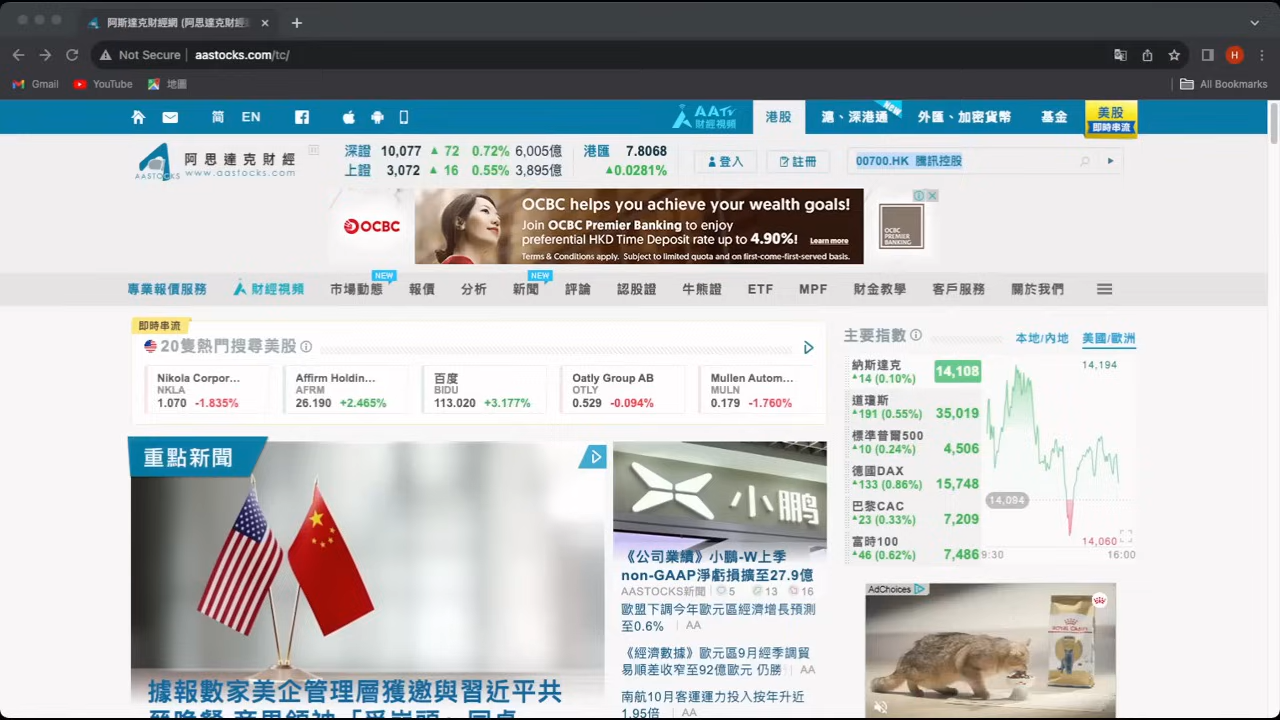 阿斯達克財經網 (阿思達克財經
Not Secure
aastocks.com/tc/
H
Gmail
YouTube
地圖
All Bookmarks
简
EN
AATV
財經視頻
港股
滬、深港通
NEW
外匯、加密貨幣
基金
美股
即時串流
AASTOCKS
阿思達克財經
www.aastocks.com
深證 10,077 72 0.72% 6,005億
上證 3,072 16 0.55% 3,895億
港匯 7.8068
0.0281%
登入
註冊
00700.HK 騰訊控股
OCBC
OCBC helps you achieve your wealth goals!
Join OCBC Premier Banking to enjoy
preferential HKD Time Deposit rate up to 4.90%!
Learn more
Terms & Conditions apply. Subject to limited quota and on first-come-first-served basis.
OCBC
PREMIER
BANKING
專業報價服務
財經視頻
市場動態
NEW
報價
分析
新聞
NEW
評論
認股證
牛熊證
ETF
MPF
財金教學
客戶服務
關於我們
即時串流
20隻熱門搜尋美股
Nikola Corpor...
NKLA
1.070 -1.835%
Affirm Holdin...
AFRM
26.190 +2.465%
百度
BIDU
113.020 +3.177%
Oatly Group AB
OTLY
0.529 -0.094%
Mullen Autom...
MULN
0.179 -1.760%
主要指數
本地/內地
美國/歐洲
納斯達克
14 (0.10%)
14,108
道瓊斯
191 (0.55%)
35,019
標準普爾500
10 (0.24%)
4,506
德國DAX
133 (0.86%)
15,748
巴黎CAC
23 (0.33%)
7,209
富時100
46 (0.62%)
7,486
14,194
14,094
14,060
9:30
16:00
重點新聞
據報數家美企管理層獲邀與習近平共
小鹏
《公司業績》小鵬-W上季
non-GAAP淨虧損擴至27.9億
AASTOCKS新聞 5 13 16
歐盟下調今年歐元區經濟增長預測
至0.6% AA
《經濟數據》歐元區9月經季調貿
易順差收窄至92億歐元 仍勝 AA
南航10月客運運力投入按年升近
1.95倍 AA
AdChoices
ROYAL CANIN